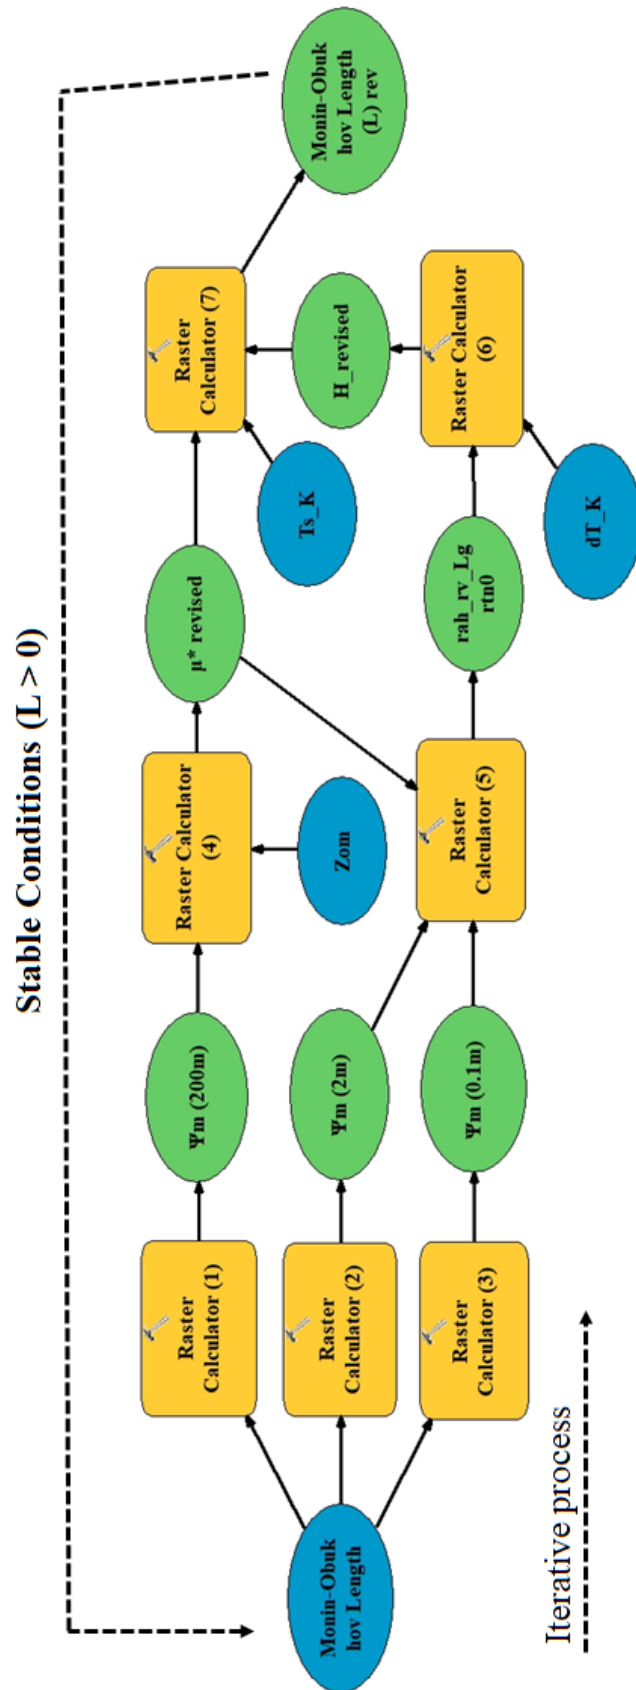 Stable Conditions (L > 0)
Monin-Obuk
hov Length
Raster
Calculator (1)
Raster
Calculator (2)
Raster
Calculator (3)
Ψm (200m)
Ψm (2m)
Ψm (0.1m)
Raster Calculator
(4)
Zom
Raster
Calculator (5)
μ* revised
rah_rv_Lg
rtn0
Ts_K
dT_K
Raster Calculator
(6)
H_revised
Raster
Calculator (7)
Monin-Obuk
hov Length
(L) rev
Iterative process